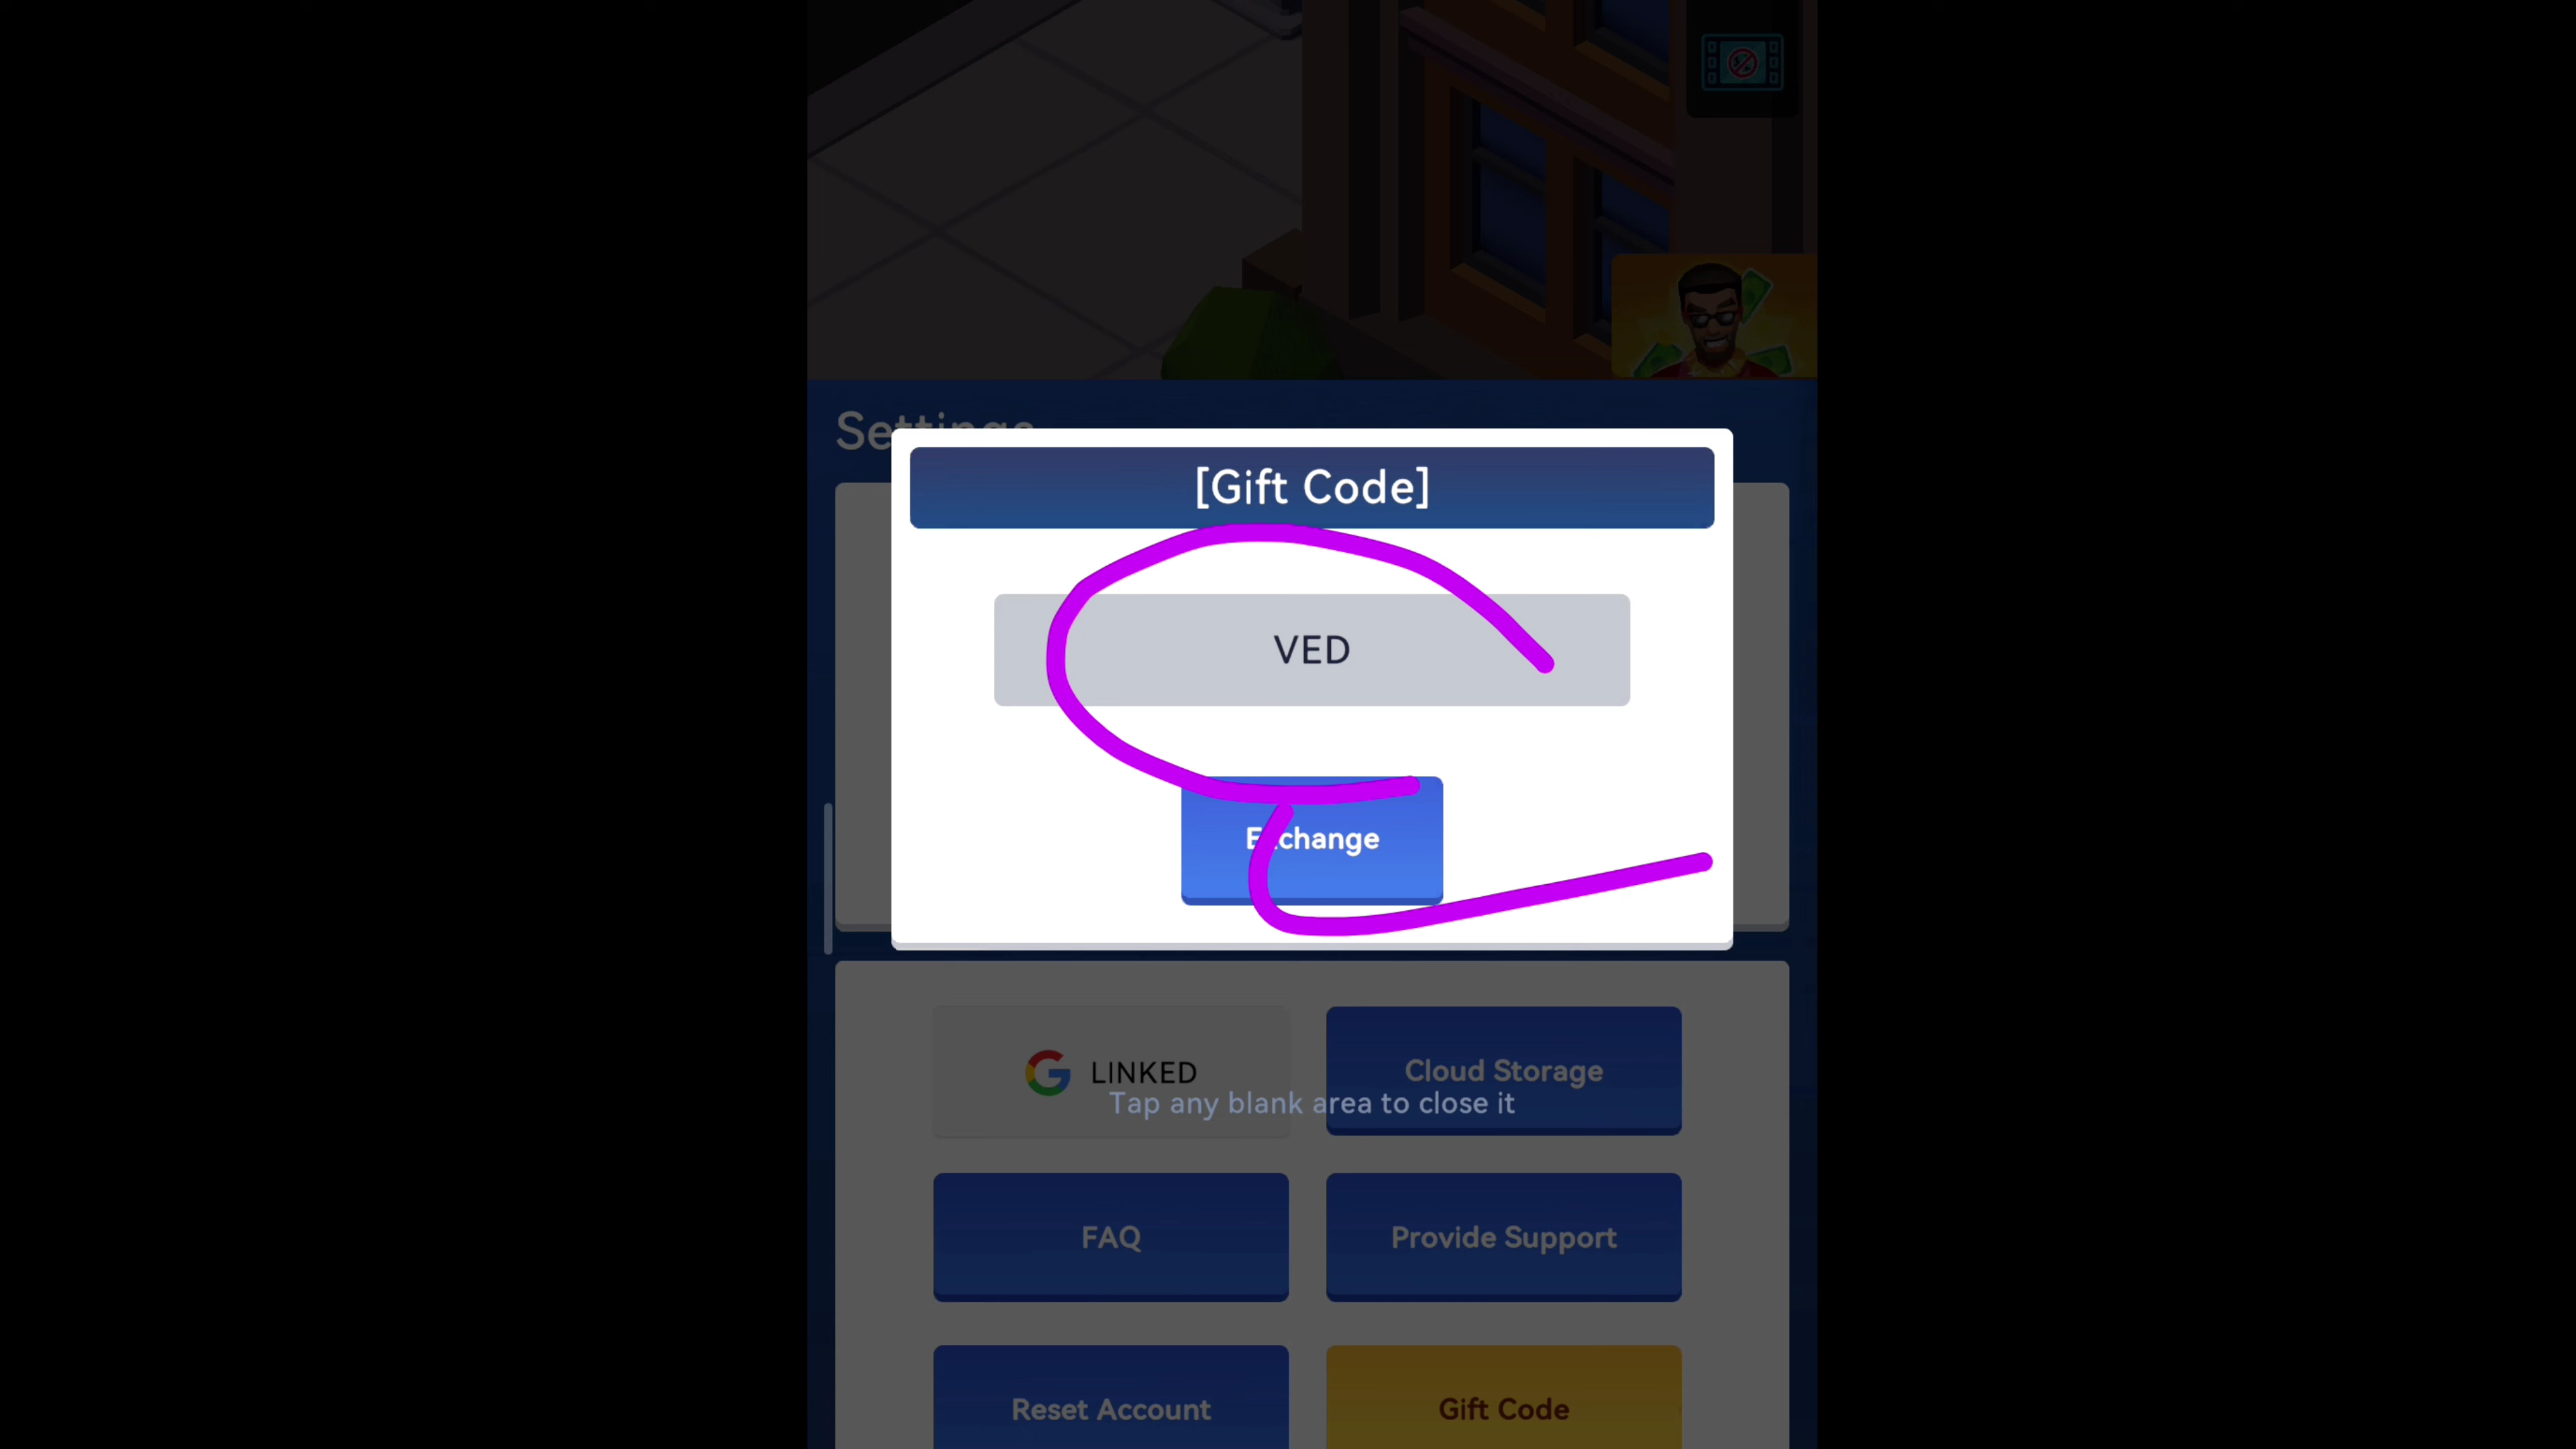 Settings
[Gift Code]
VED
Exchange
LINKED
Cloud Storage
Tap any blank area to close it
FAQ
Provide Support
Reset Account
Gift Code